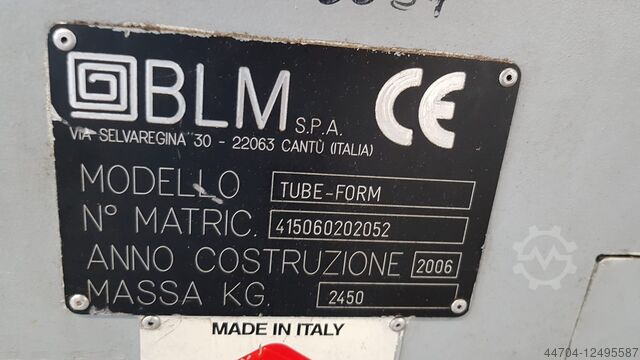 BLM S.P.A. CE
VIA SELVAREGINA 30 - 22063 CANTÙ (ITALIA)
MODELLO TUBE-FORM
N° MATRIC. 415060202052
ANNO COSTRUZIONE 2006
MASSA KG. 2450
MADE IN ITALY
44704-12495587